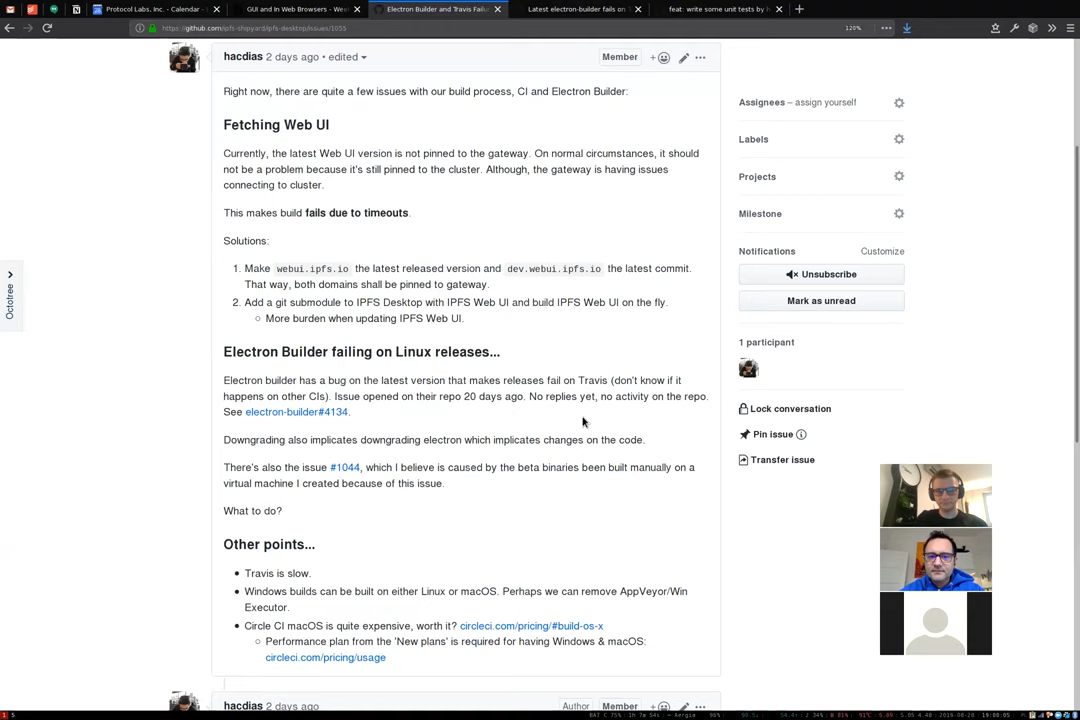 Protocol Labs, Inc. - Calendar -
GUI and In Web Browsers - Wee
Electron Builder and Travis Failu
Latest electron-builder fails on T
feat: write some unit tests by h
https://github.com/ipfs-shipyard/ipfs-desktop/issues/1055
120%
hacdias 2 days ago • edited
Member
Right now, there are quite a few issues with our build process, CI and Electron Builder:
Fetching Web UI
Currently, the latest Web UI version is not pinned to the gateway. On normal circumstances, it should
not be a problem because it's still pinned to the cluster. Although, the gateway is having issues
connecting to cluster.
This makes build fails due to timeouts.
Solutions:
1. Make webui.ipfs.io the latest released version and dev.webui.ipfs.io the latest commit.
That way, both domains shall be pinned to gateway.
2. Add a git submodule to IPFS Desktop with IPFS Web UI and build IPFS Web UI on the fly.
More burden when updating IPFS Web UI.
Electron Builder failing on Linux releases...
Electron builder has a bug on the latest version that makes releases fail on Travis (don't know if it
happens on other CIs). Issue opened on their repo 20 days ago. No replies yet, no activity on the repo.
See electron-builder#4134.
Downgrading also implicates downgrading electron which implicates changes on the code.
There's also the issue #1044, which I believe is caused by the beta binaries been built manually on a
virtual machine I created because of this issue.
What to do?
Other points...
Travis is slow.
Windows builds can be built on either Linux or macOS. Perhaps we can remove AppVeyor/Win
Executor.
Circle CI macOS is quite expensive, worth it? circleci.com/pricing/#build-os-x
Performance plan from the 'New plans' is required for having Windows & macOS:
circleci.com/pricing/usage
hacdias 2 days ago
Author
Member
Octotree
Assignees – assign yourself
Labels
Projects
Milestone
Notifications
Customize
Unsubscribe
Mark as unread
1 participant
Lock conversation
Pin issue
Transfer issue